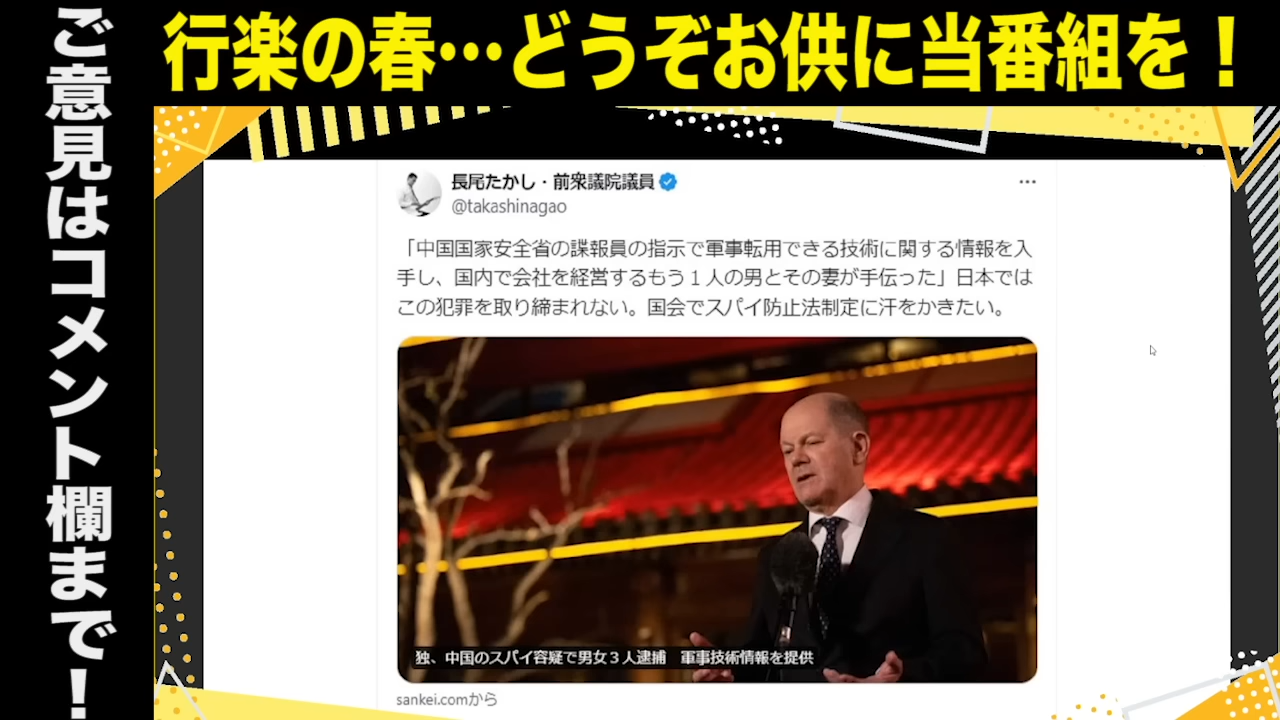 行楽の春…どうぞお供に当番組を！
ご意見はコメント欄まで！
長尾たかし・前衆議院議員
@takashinagao
「中国国家安全省の諜報員の指示で軍事転用できる技術に関する情報を入
手し、国内で会社を経営するもう１人の男とその妻が手伝った」日本では
この犯罪を取り締まれない。国会でスパイ防止法制定に汗をかきたい。
独、中国のスパイ容疑で男女３人逮捕　軍事技術情報を提供
sankei.comから